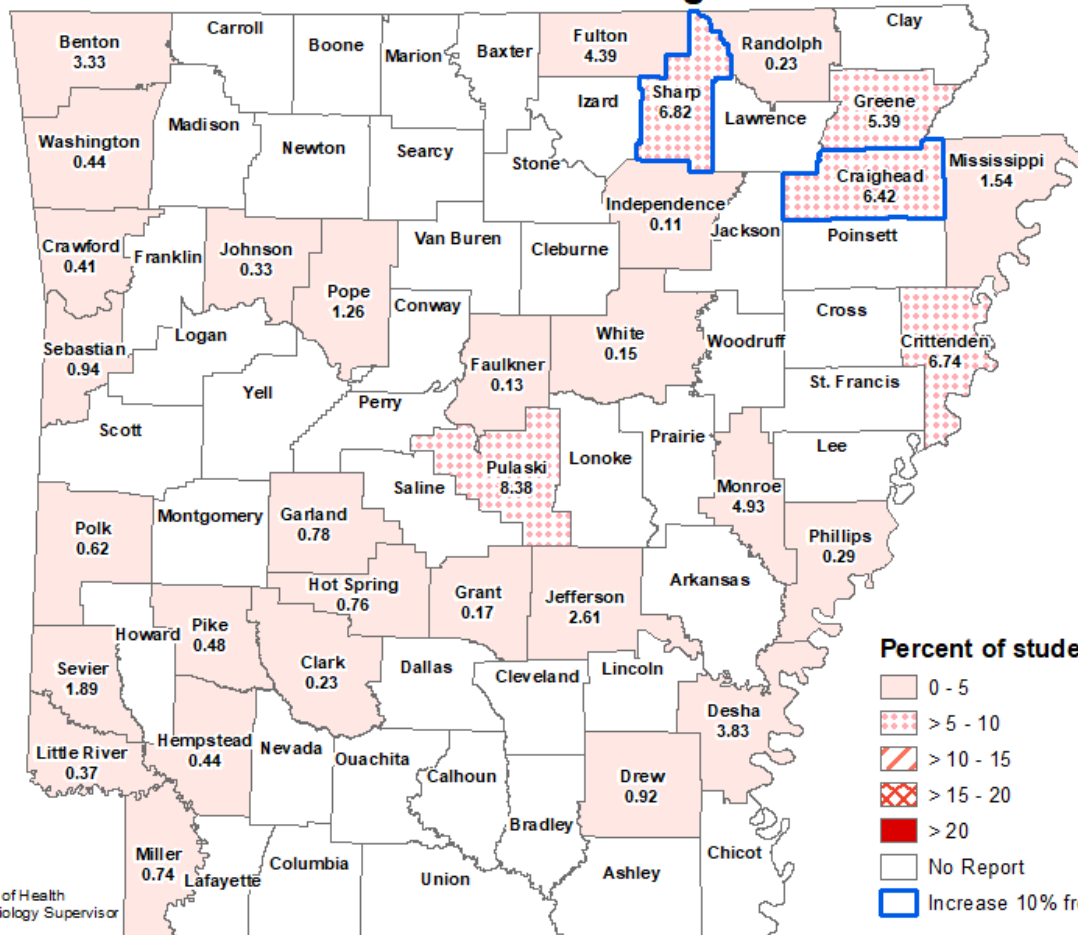 Benton
3.33
Carroll
Boone
Marion
Baxter
Fulton
4.39
Sharp
6.82
Randolph
0.23
Clay
Izard
Lawrence
Greene
5.39
Washington
0.44
Madison
Newton
Searcy
Stone
Independence
0.11
Jackson
Craighead
6.42
Mississippi
1.54
Crawford
0.41
Franklin
Johnson
0.33
Pope
1.26
Van Buren
Cleburne
Poinsett
Conway
Sebastian
0.94
Logan
Faulkner
0.13
White
0.15
Woodruff
Cross
Crittenden
6.74
St. Francis
Yell
Perry
Scott
Saline
Pulaski
8.38
Lonoke
Prairie
Monroe
4.93
Lee
Polk
0.62
Montgomery
Garland
0.78
Phillips
0.29
Hot Spring
0.76
Grant
0.17
Jefferson
2.61
Arkansas
Howard
Pike
0.48
Sevier
1.89
Clark
0.23
Dallas
Cleveland
Lincoln
Desha
3.83
Little River
0.37
Hempstead
0.44
Nevada
Ouachita
Calhoun
Bradley
Drew
0.92
Chicot
Miller
0.74
Lafayette
Columbia
Union
Ashley
of Health
iology Supervisor
Percent of stude
0 - 5
> 5 - 10
> 10 - 15
> 15 - 20
> 20
No Report
Increase 10% fr